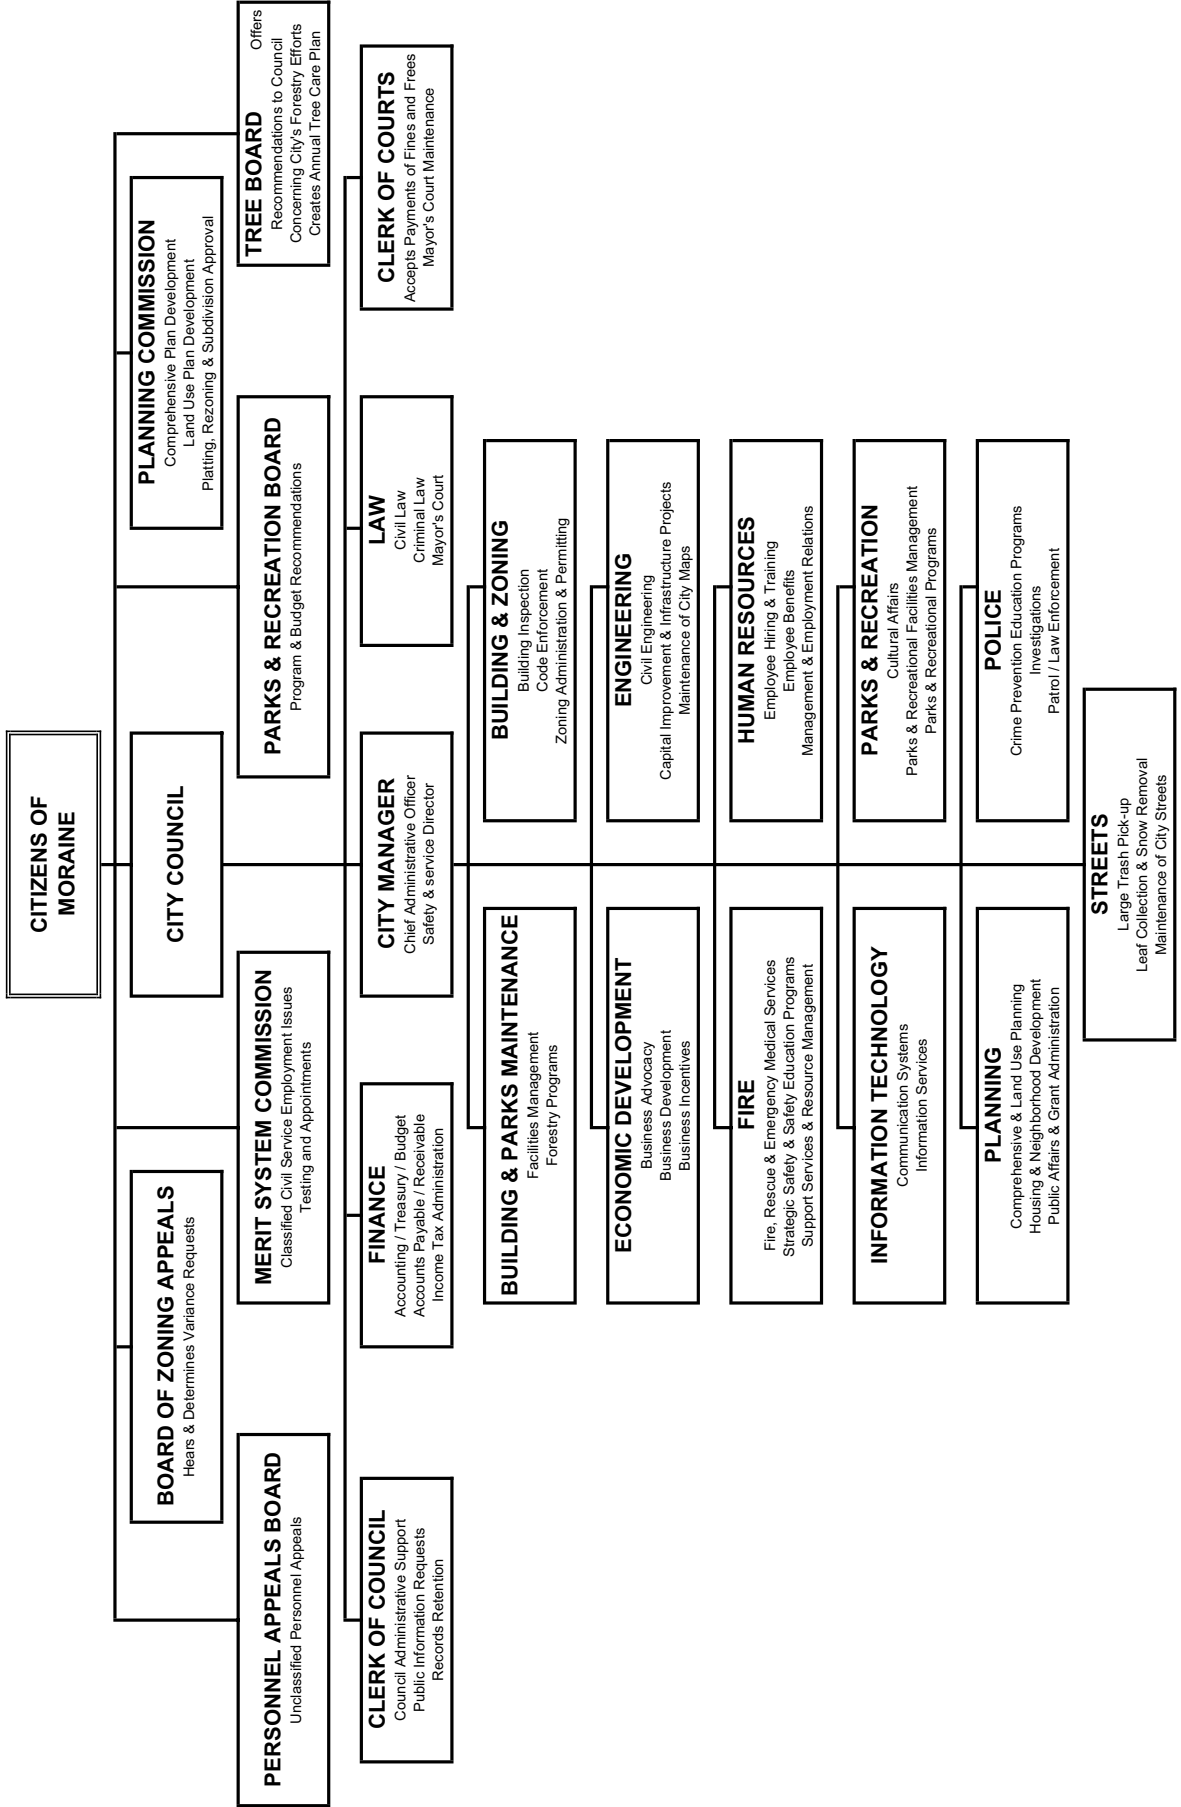 CITIZENS OF
MORAINE
BOARD OF ZONING APPEALS
Hears & Determines Variance Requests
CITY COUNCIL
PLANNING COMMISSION
Comprehensive Plan Development
Land Use Plan Development
Platting, Rezoning & Subdivision Approval
PERSONNEL APPEALS BOARD
Unclassified Personnel Appeals
MERIT SYSTEM COMMISSION
Classified Civil Service Employment Issues
Testing and Appointments
PARKS & RECREATION BOARD
Program & Budget Recommendations
TREE BOARD Offers
Recommendations to Council
Concerning City's Forestry Efforts
Creates Annual Tree Care Plan
CLERK OF COUNCIL
Council Administrative Support
Public Information Requests
Records Retention
FINANCE
Accounting / Treasury / Budget
Accounts Payable / Receivable
Income Tax Administration
CITY MANAGER
Chief Administrative Officer
Safety & service Director
LAW
Civil Law
Criminal Law
Mayor's Court
CLERK OF COURTS
Accepts Payments of Fines and Frees
Mayor's Court Maintenance
BUILDING & PARKS MAINTENANCE
Facilities Management
Forestry Programs
BUILDING & ZONING
Building Inspection
Code Enforcement
Zoning Administration & Permitting
ECONOMIC DEVELOPMENT
Business Advocacy
Business Development
Business Incentives
ENGINEERING
Civil Engineering
Capital Improvement & Infrastructure Projects
Maintenance of City Maps
FIRE
Fire, Rescue & Emergency Medical Services
Strategic Safety & Safety Education Programs
Support Services & Resource Management
HUMAN RESOURCES
Employee Hiring & Training
Employee Benefits
Management & Employment Relations
INFORMATION TECHNOLOGY
Communication Systems
Information Services
PARKS & RECREATION
Cultural Affairs
Parks & Recreational Facilities Management
Parks & Recreational Programs
PLANNING
Comprehensive & Land Use Planning
Housing & Neighborhood Development
Public Affairs & Grant Administration
POLICE
Crime Prevention Education Programs
Investigations
Patrol / Law Enforcement
STREETS
Large Trash Pick-up
Leaf Collection & Snow Removal
Maintenance of City Streets